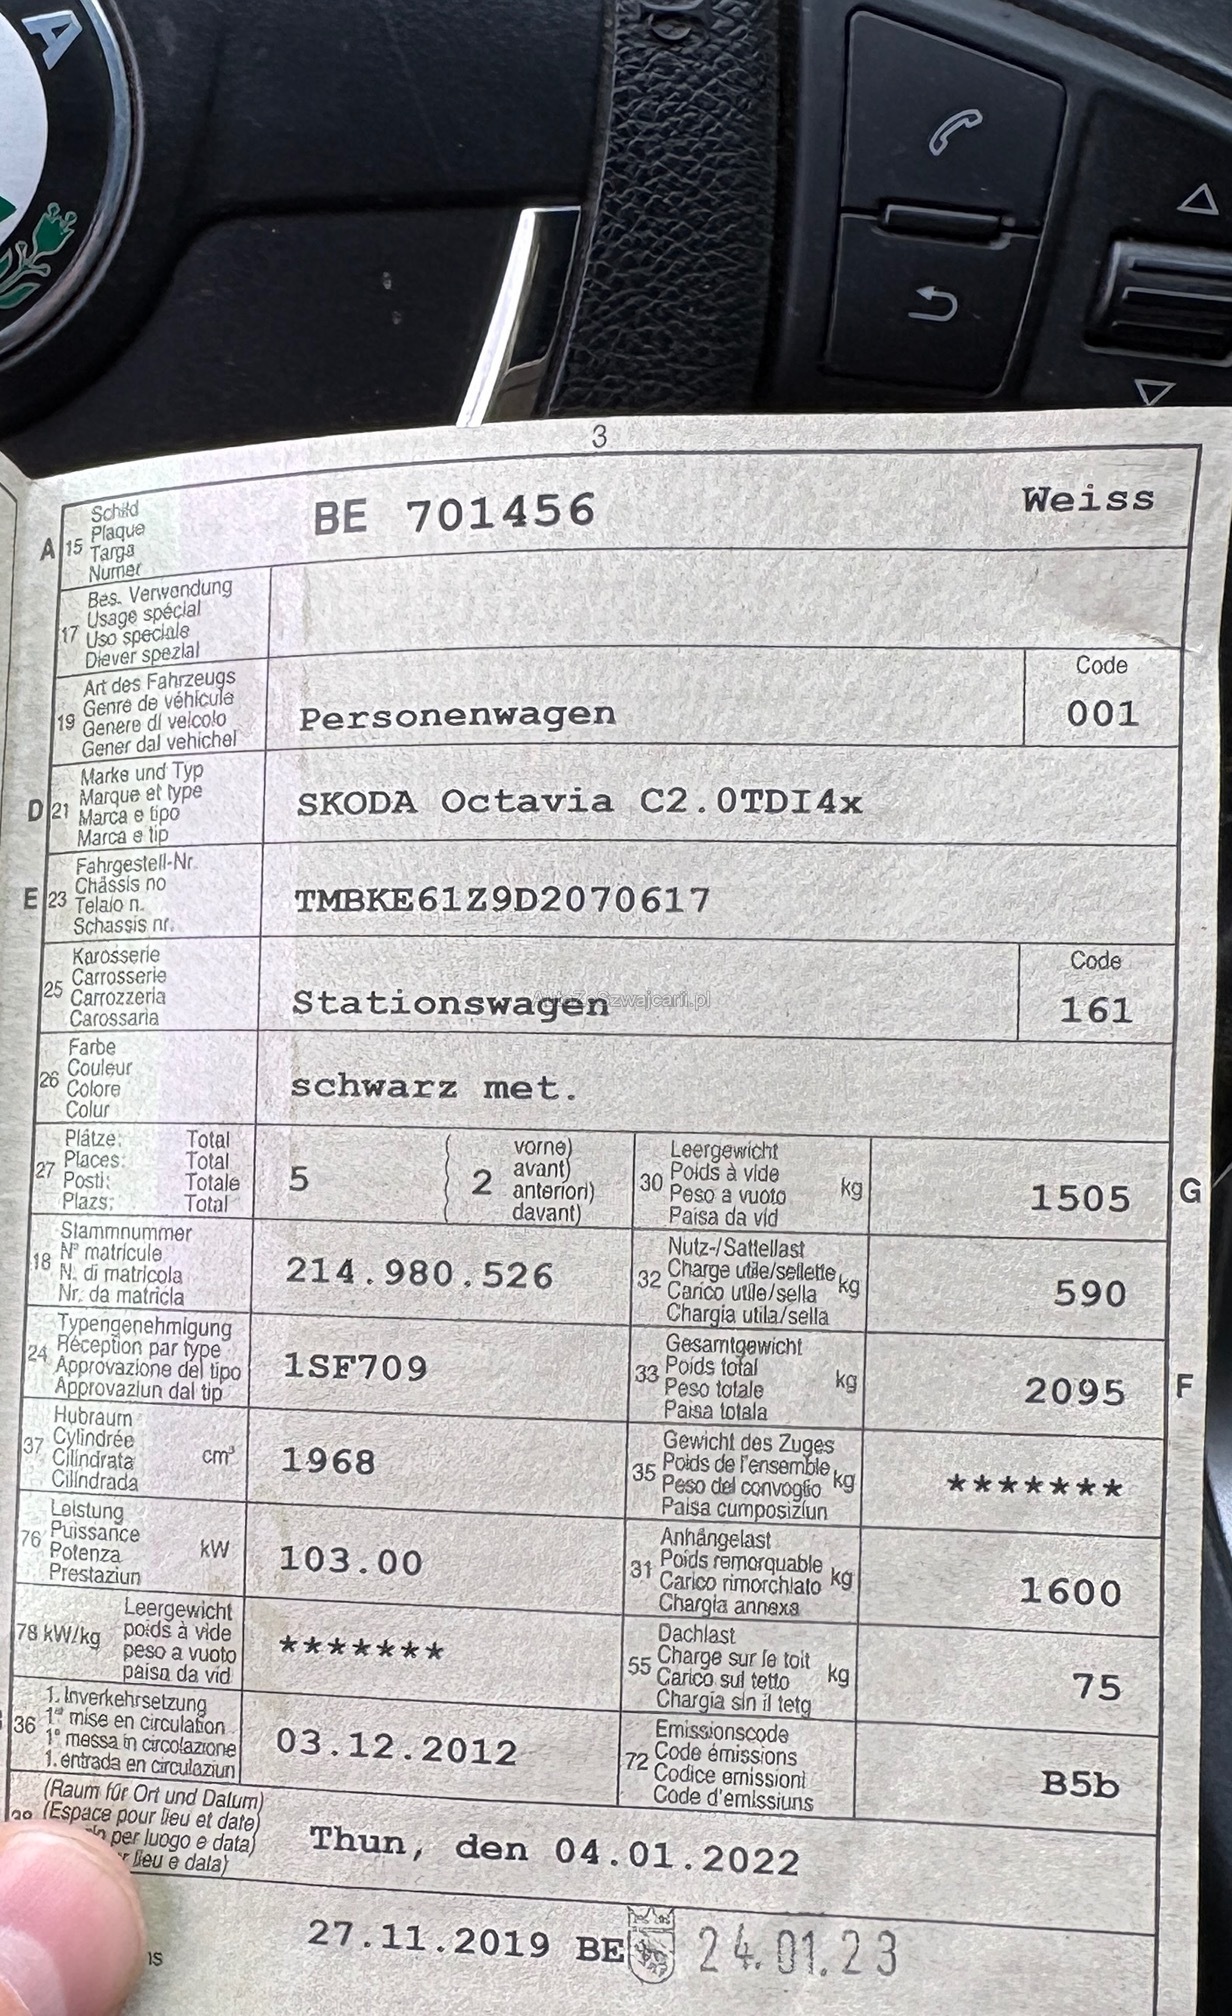 A
3
A 15 Schild
Plaque
Targa
Numer
BE 701456 Weiss
17 Bes. Verwendung
Usage spécial
Uso speciale
Diever spezial
19 Art des Fahrzeugs
Genre de véhicule
Genere di veicolo
Gener dal vehichel
Personenwagen
Code
001
D 21 Marke und Typ
Marque et type
Marca e tipo
Marca e tip
SKODA Octavia C2.0TDI4x
E 23 Fahrgestell-Nr.
Châssis no
Telaio n.
Schassis nr.
TMBKE61Z9D2070617
25 Karosserie
Carrosserie
Carrozzeria
Carossaria
Stationswagen
Code
161
26 Farbe
Couleur
Colore
Colur
schwarz met.
27 Plätze: Total
Places: Total
Posti: Totale
Plazs: Total
5 2
vorne)
avant)
anteriori)
davant)
30 Leergewicht
Poids à vide
Peso a vuoto
Paisa da vid
kg 1505 G
18 Stammnummer
N° matricule
N. di matricola
Nr. da matricla
214.980.526
32 Nutz-/Sattellast
Charge utile/sellette
Carico utile/sella
Chargia utila/sella
kg 590
24 Typengenehmigung
Réception par type
Approvazione del tipo
Approvaziun dal tip
1SF709
33 Gesamtgewicht
Poids total
Peso totale
Paisa totala
kg 2095 F
37 Hubraum
Cylindrée
Cilindrata
Cilindrada
cm³ 1968
35 Gewicht des Zuges
Poids de l'ensemble
Peso del convoglio
Paisa cumposiziun
kg *******
76 Leistung
Puissance
Potenza
Prestaziun
kW 103.00
31 Anhängelast
Poids remorquable
Carico rimorchiato
Chargia annexa
kg 1600
78 kW/kg Leergewicht
poids à vide
peso a vuoto
paisa da vid
*******
55 Dachlast
Charge sur le toit
Carico sul tetto
Chargia sin il tetg
kg 75
36 1. Inverkehrsetzung
1re mise en circulation
1a messa in circolazione
1. entrada en circulaziun
03.12.2012
72 Emissionscode
Code émissions
Codice emissioni
Code d'emissiuns
B5b
(Raum für Ort und Datum)
(Espace pour lieu et date)
per luogo e data)
lieu e data)
Thun, den 04.01.2022
27.11.2019 BE 24.01.23